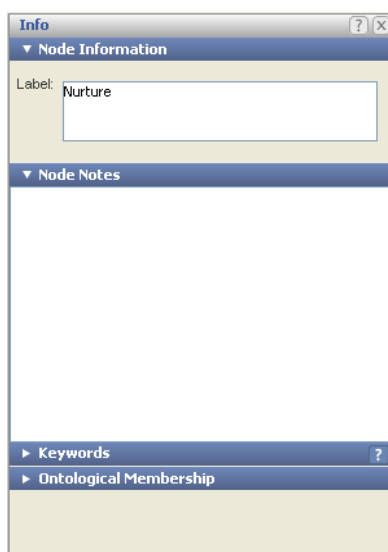 Info ? X
Node Information
Label: Nurture
Node Notes
Keywords ?
Ontological Membership